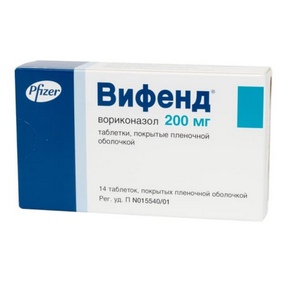 Pfizer
Вифенд®
вориконазол 200 мг
таблетки, покрытые пленочной
оболочкой
14 таблеток, покрытых пленочной оболочкой
Рег. уд. П N015540/01